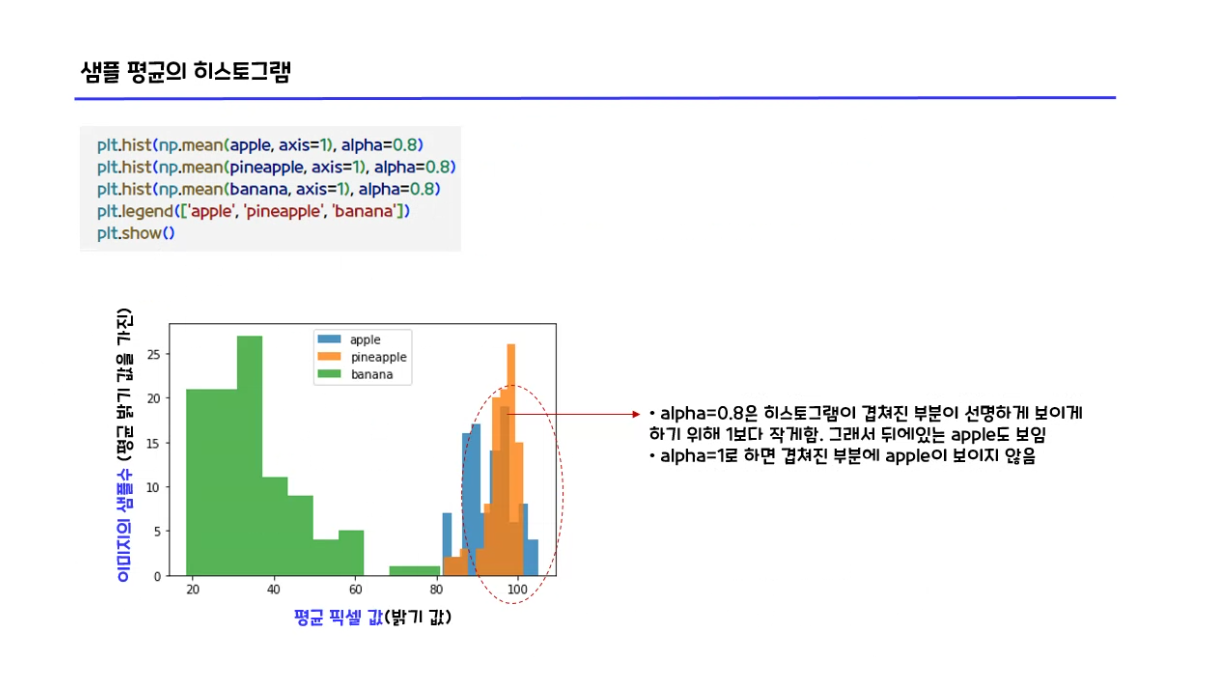 샘플 평균의 히스토그램
plt.hist(np.mean(apple, axis=1), alpha=0.8)
plt.hist(np.mean(pineapple, axis=1), alpha=0.8)
plt.hist(np.mean(banana, axis=1), alpha=0.8)
plt.legend(['apple', 'pineapple', 'banana'])
plt.show()
이미지의 샘플수 (평균 밝기 값을 가진)
25
20
15
10
5
0
apple
pineapple
banana
20 40 60 80 100
평균 픽셀 값(밝기 값)
• alpha=0.8은 히스토그램이 겹쳐진 부분이 선명하게 보이게
하기 위해 1보다 작게함. 그래서 뒤에있는 apple도 보임
• alpha=1로 하면 겹쳐진 부분에 apple이 보이지 않음